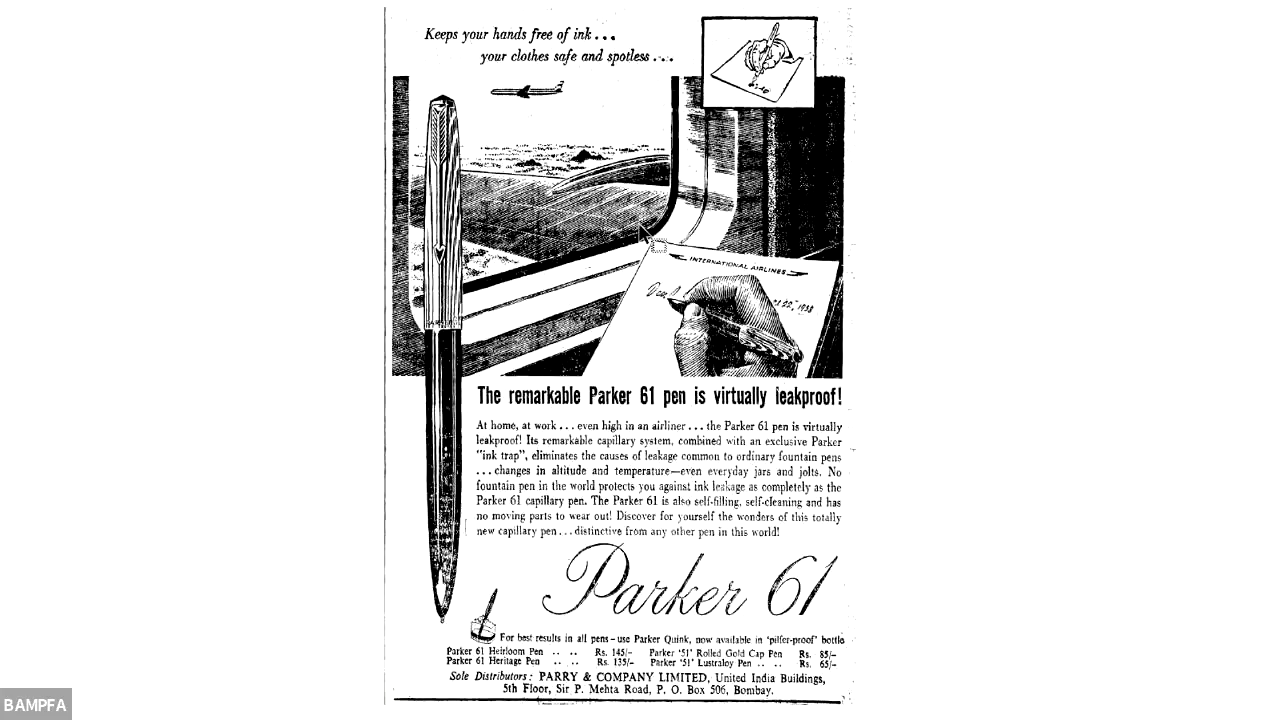 Keeps your hands free of ink...
your clothes safe and spotless....
INTERNATIONAL AIRLINES
The remarkable Parker 61 pen is virtually leakproof!
At home, at work...even high in an airliner...the Parker 61 pen is virtually
leakproof! Its remarkable capillary system, combined with an exclusive Parker
"ink trap", eliminates the causes of leakage common to ordinary fountain pens
...changes in altitude and temperature—even everyday jars and jolts. No
fountain pen in the world protects you against ink leakage as completely as the
Parker 61 capillary pen. The Parker 61 is also self-filling, self-cleaning and has
no moving parts to wear out! Discover for yourself the wonders of this totally
new capillary pen...distinctive from any other pen in this world!
Parker 61
For best results in all pens-use Parker Quink, now available in 'pilfer-proof' bottle
Parker 61 Heirloom Pen .. .. Rs. 145/- Parker '51' Rolled Gold Cap Pen Rs. 85/-
Parker 61 Heritage Pen .. .. Rs. 135/- Parker '51' Lustraloy Pen .. .. Rs. 65/-
Sole Distributors: PARRY & COMPANY LIMITED, United India Buildings,
5th Floor, Sir P. Mehta Road, P. O. Box 506, Bombay.
BAMPFA